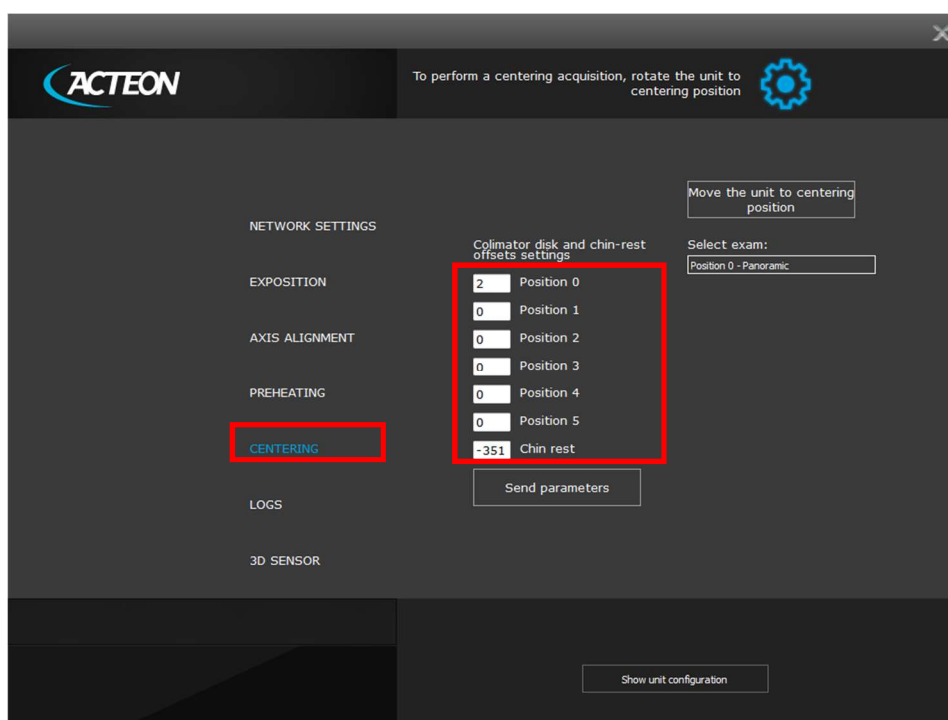 ACTEON
To perform a centering acquisition, rotate the unit to
centering position
Move the unit to centering
position
NETWORK SETTINGS
Colimator disk and chin-rest
offsets settings
Select exam:
Position 0 - Panoramic
EXPOSITION
2 Position 0
0 Position 1
AXIS ALIGNMENT
0 Position 2
0 Position 3
PREHEATING
0 Position 4
0 Position 5
CENTERING
-351 Chin rest
Send parameters
LOGS
3D SENSOR
Show unit configuration